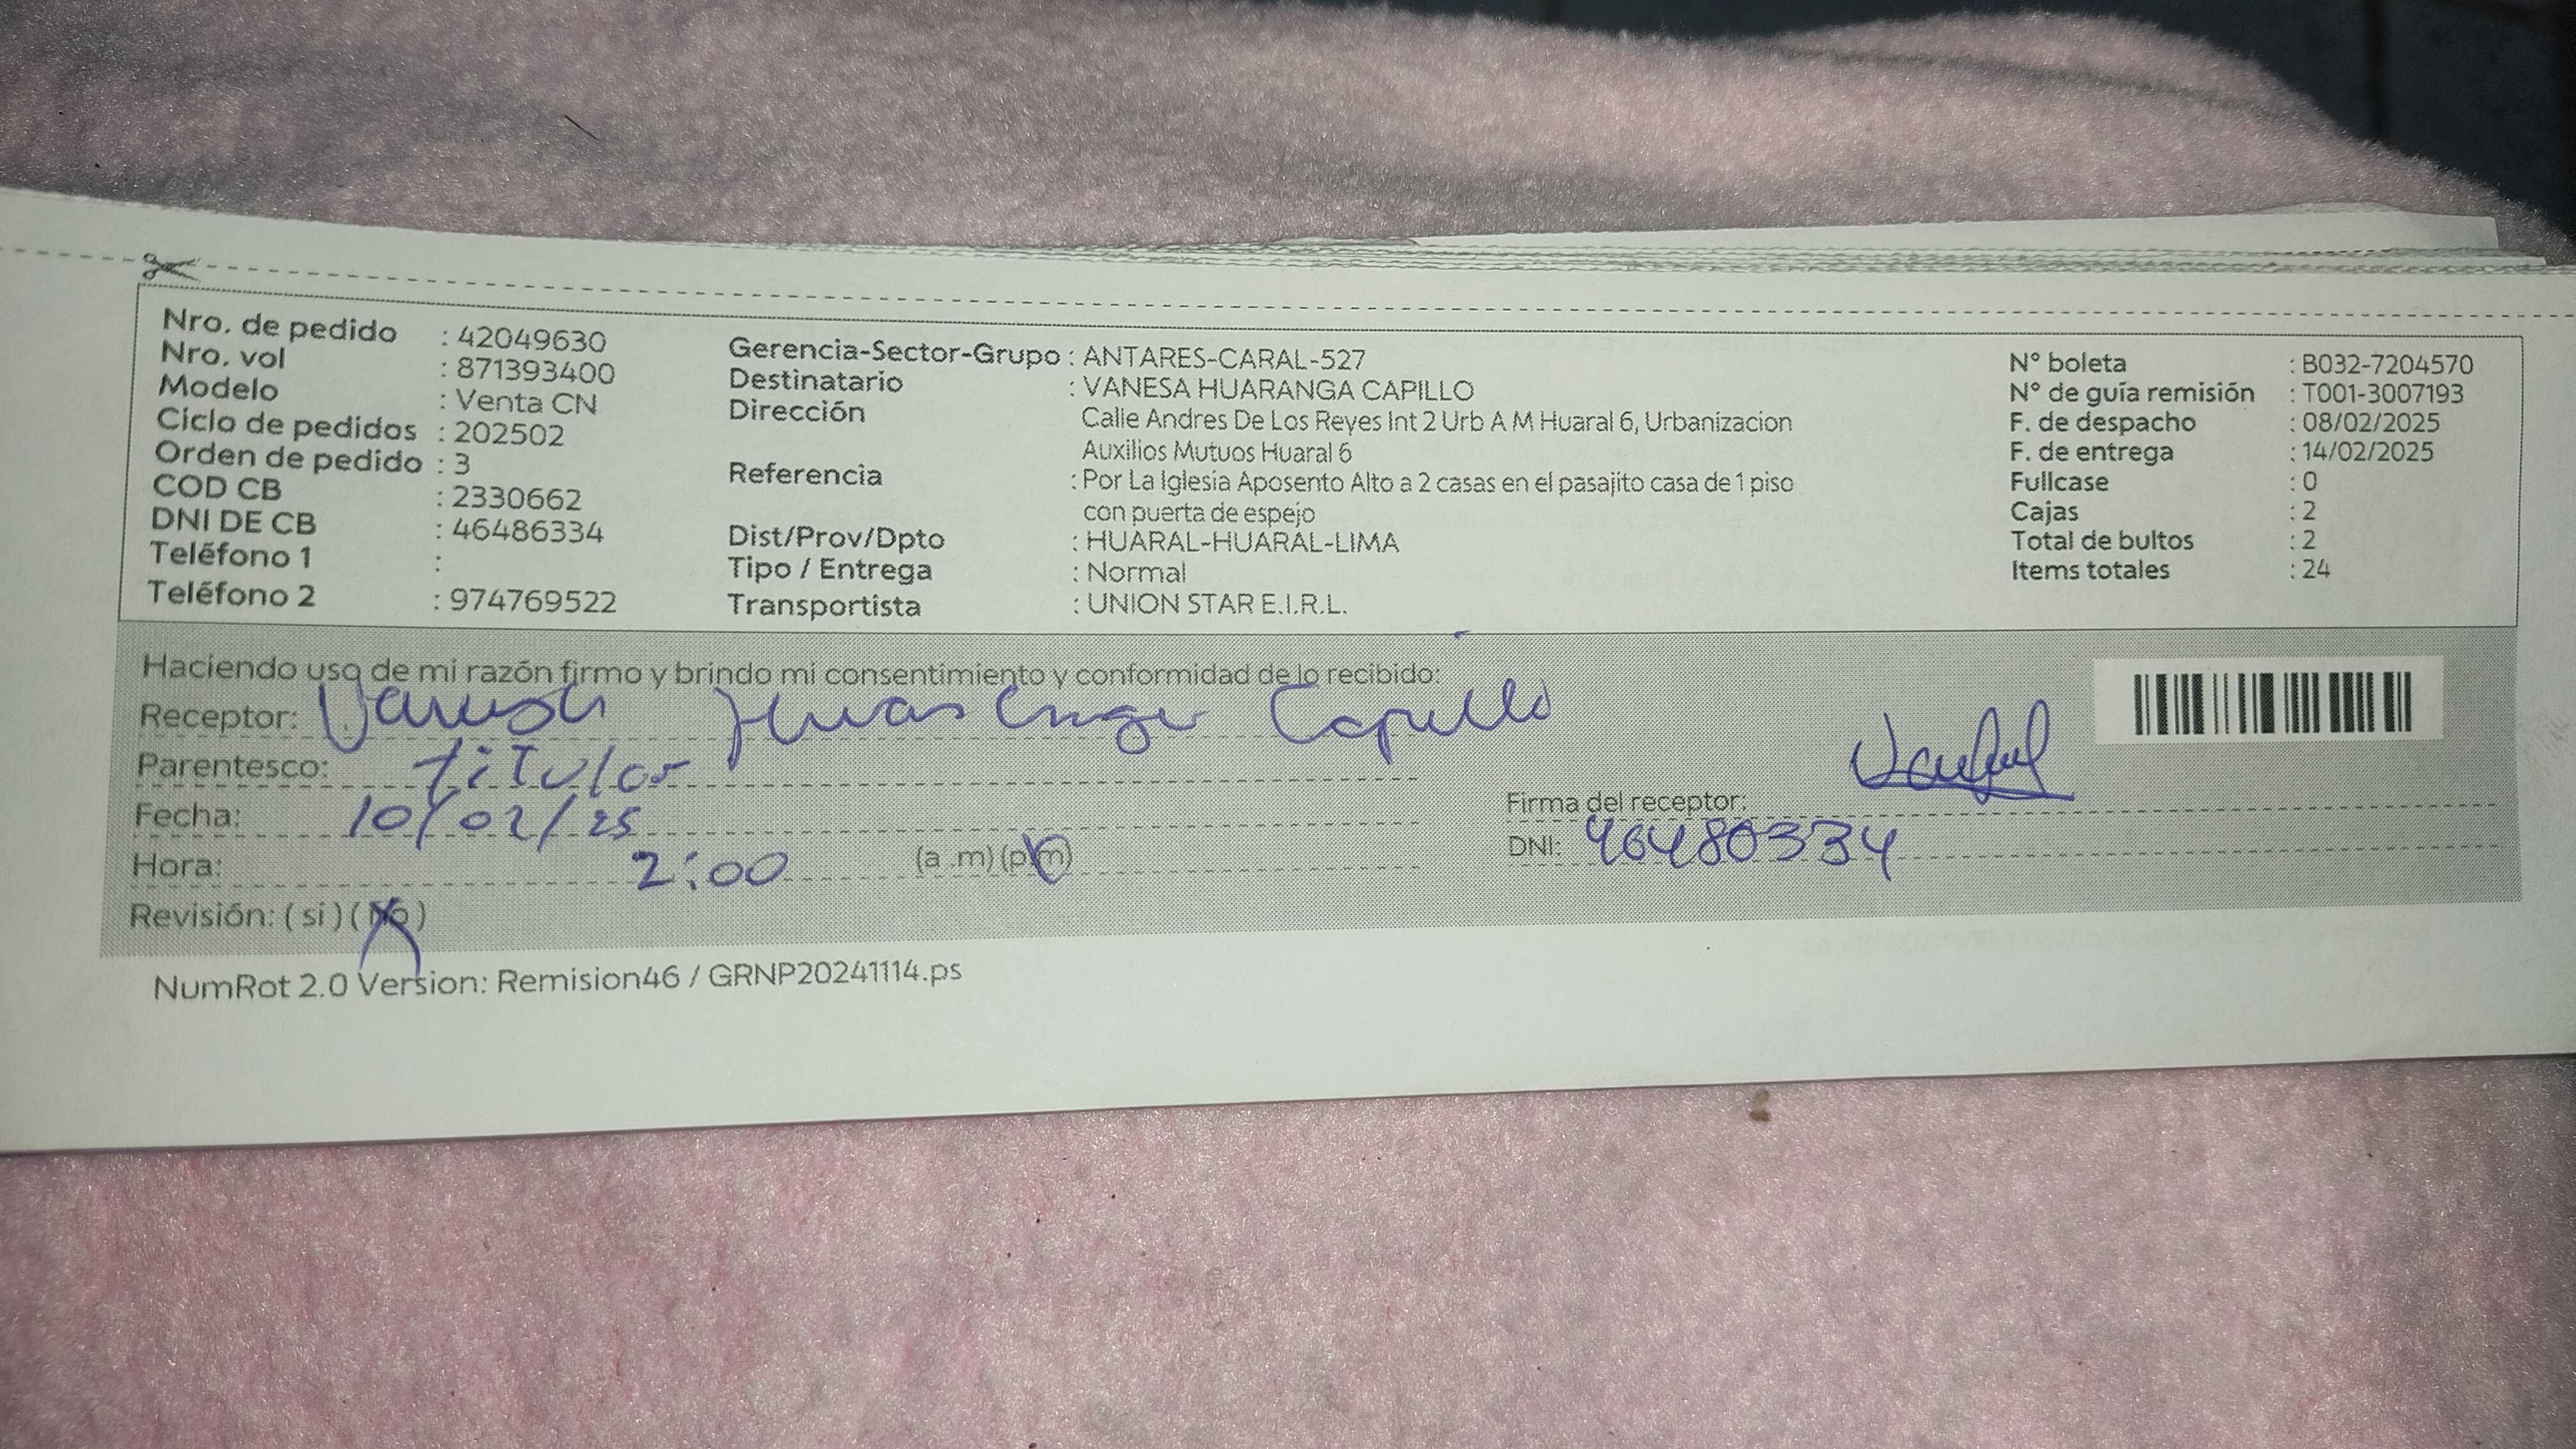 Nro. de pedido : 42049630
Nro. vol : 871393400
Modelo : Venta CN
Ciclo de pedidos : 202502
Orden de pedido : 3
COD CB : 2330662
DNI DE CB : 46486334
Teléfono 1 :
Teléfono 2 : 974769522
Gerencia-Sector-Grupo : ANTARES-CARAL-527
Destinatario : VANESA HUARANGA CAPILLO
Dirección Calle Andres De Los Reyes Int 2 Urb A M Huaral 6, Urbanizacion
Auxilios Mutuos Huaral 6
Referencia : Por La Iglesia Aposento Alto a 2 casas en el pasajito casa de 1 piso
con puerta de espejo
Dist/Prov/Dpto : HUARAL-HUARAL-LIMA
Tipo / Entrega : Normal
Transportista : UNION STAR E.I.R.L.
N° boleta : B032-7204570
N° de guía remisión : T001-3007193
F. de despacho : 08/02/2025
F. de entrega : 14/02/2025
Fullcase : 0
Cajas : 2
Total de bultos : 2
Items totales : 24
Haciendo uso de mi razón firmo y brindo mi consentimiento y conformidad de lo recibido:
Receptor: Vanesa Huaranga Capillo
Parentesco: titular
Fecha: 10/02/25
Hora: 2:00 (a .m) (p.m)
Revisión: ( si ) ( No )
Firma del receptor:
DNI: 46486334
NumRot 2.0 Version: Remision46 / GRNP20241114.ps